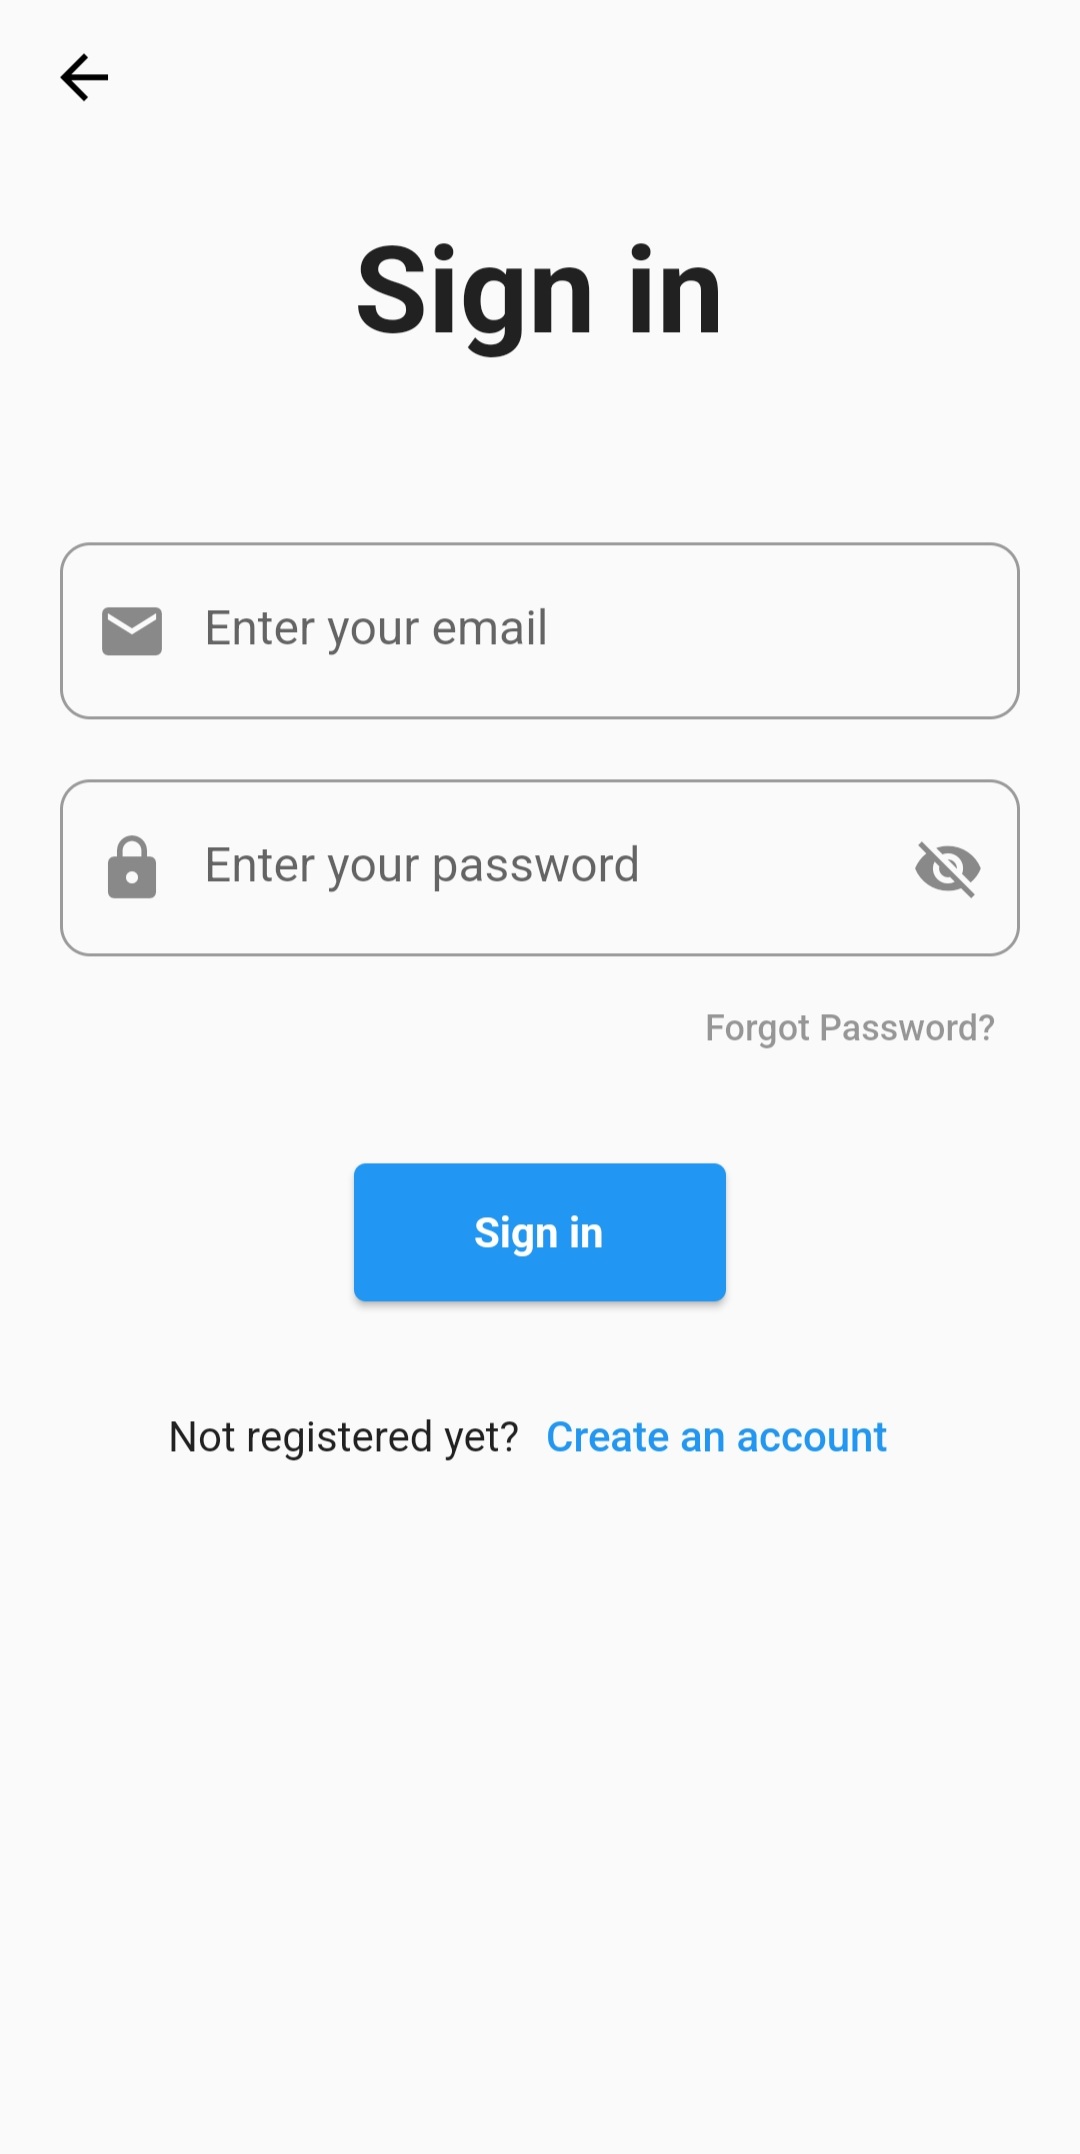 Sign in
Enter your email
Enter your password
Forgot Password?
Sign in
Not registered yet? Create an account